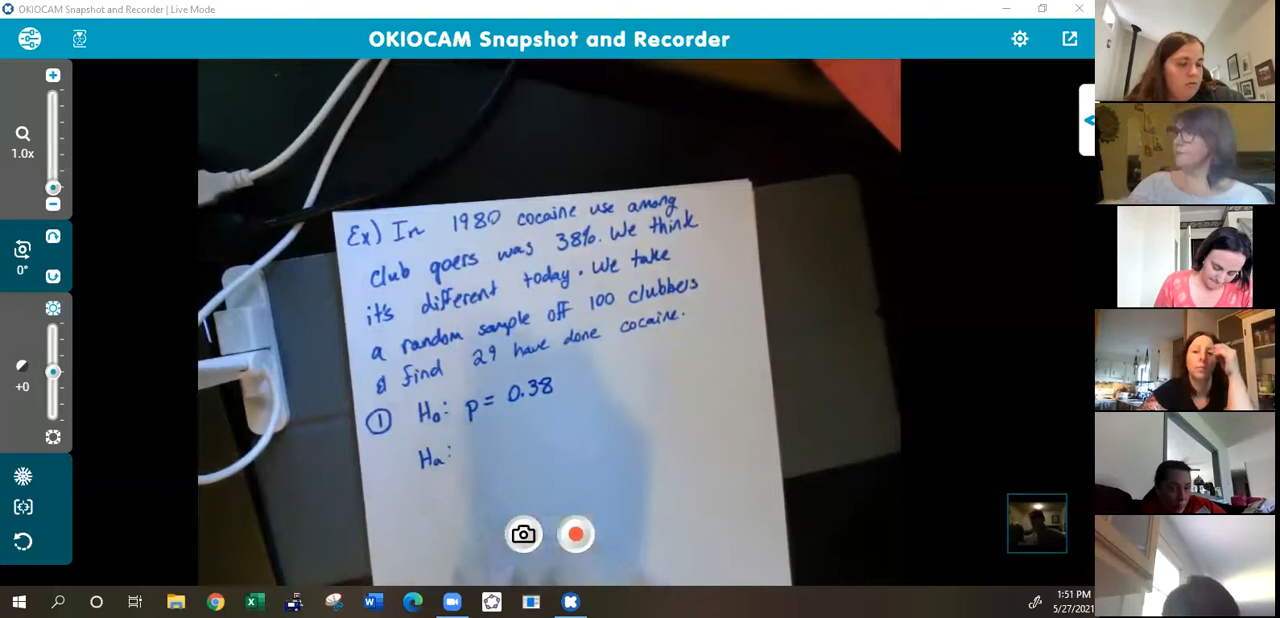 OKIOCAM Snapshot and Recorder | Live Mode
OKIOCAM Snapshot and Recorder
1.0x
0°
+0
Ex) In 1980 cocaine use among
club goers was 38%. We think
it's different today. We take
a random sample off 100 clubbers
& find 29 have done cocaine.
① H₀: p = 0.38
Hₐ:
1:51 PM
5/27/2021